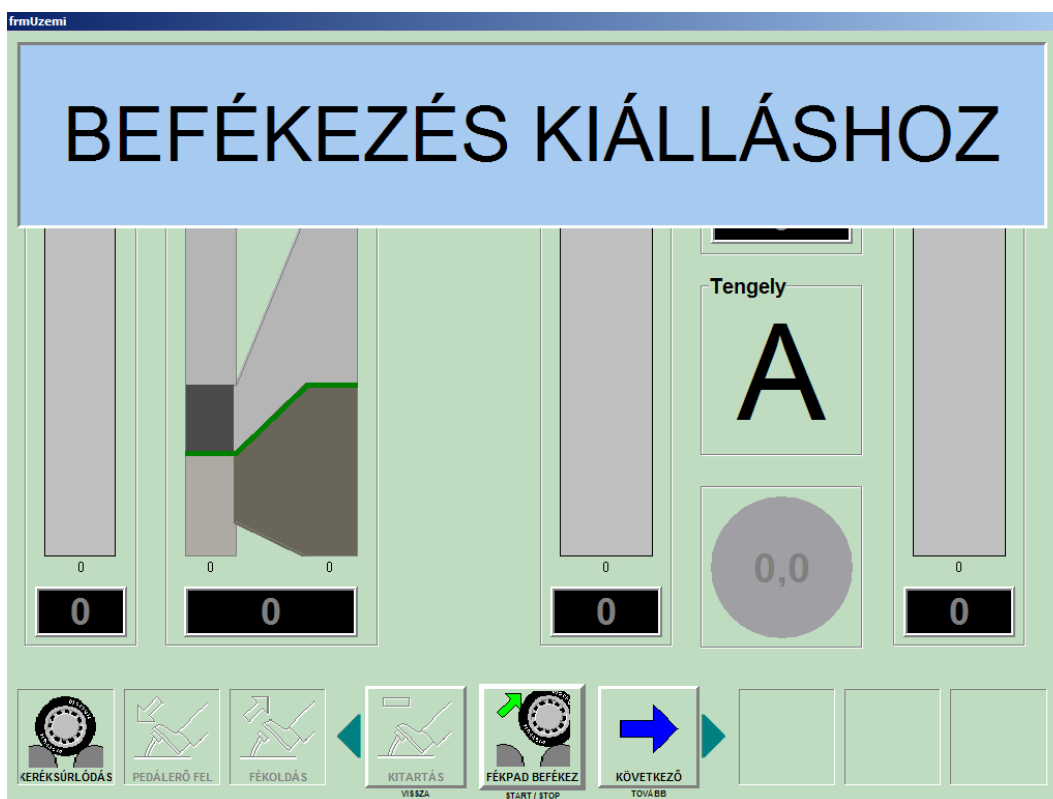 frmUzemi
BEFÉKEZÉS KIÁLLÁSHOZ
Tengely
A
0,0
0 0 0 0 0
0 0 0 0
KERÉKSÚRLÓDÁS PEDÁLERŐ FEL FÉKOLDÁS KITARTÁS FÉKPAD BEFÉKEZ KÖVETKEZŐ
VISSZA START / STOP TOVÁBB